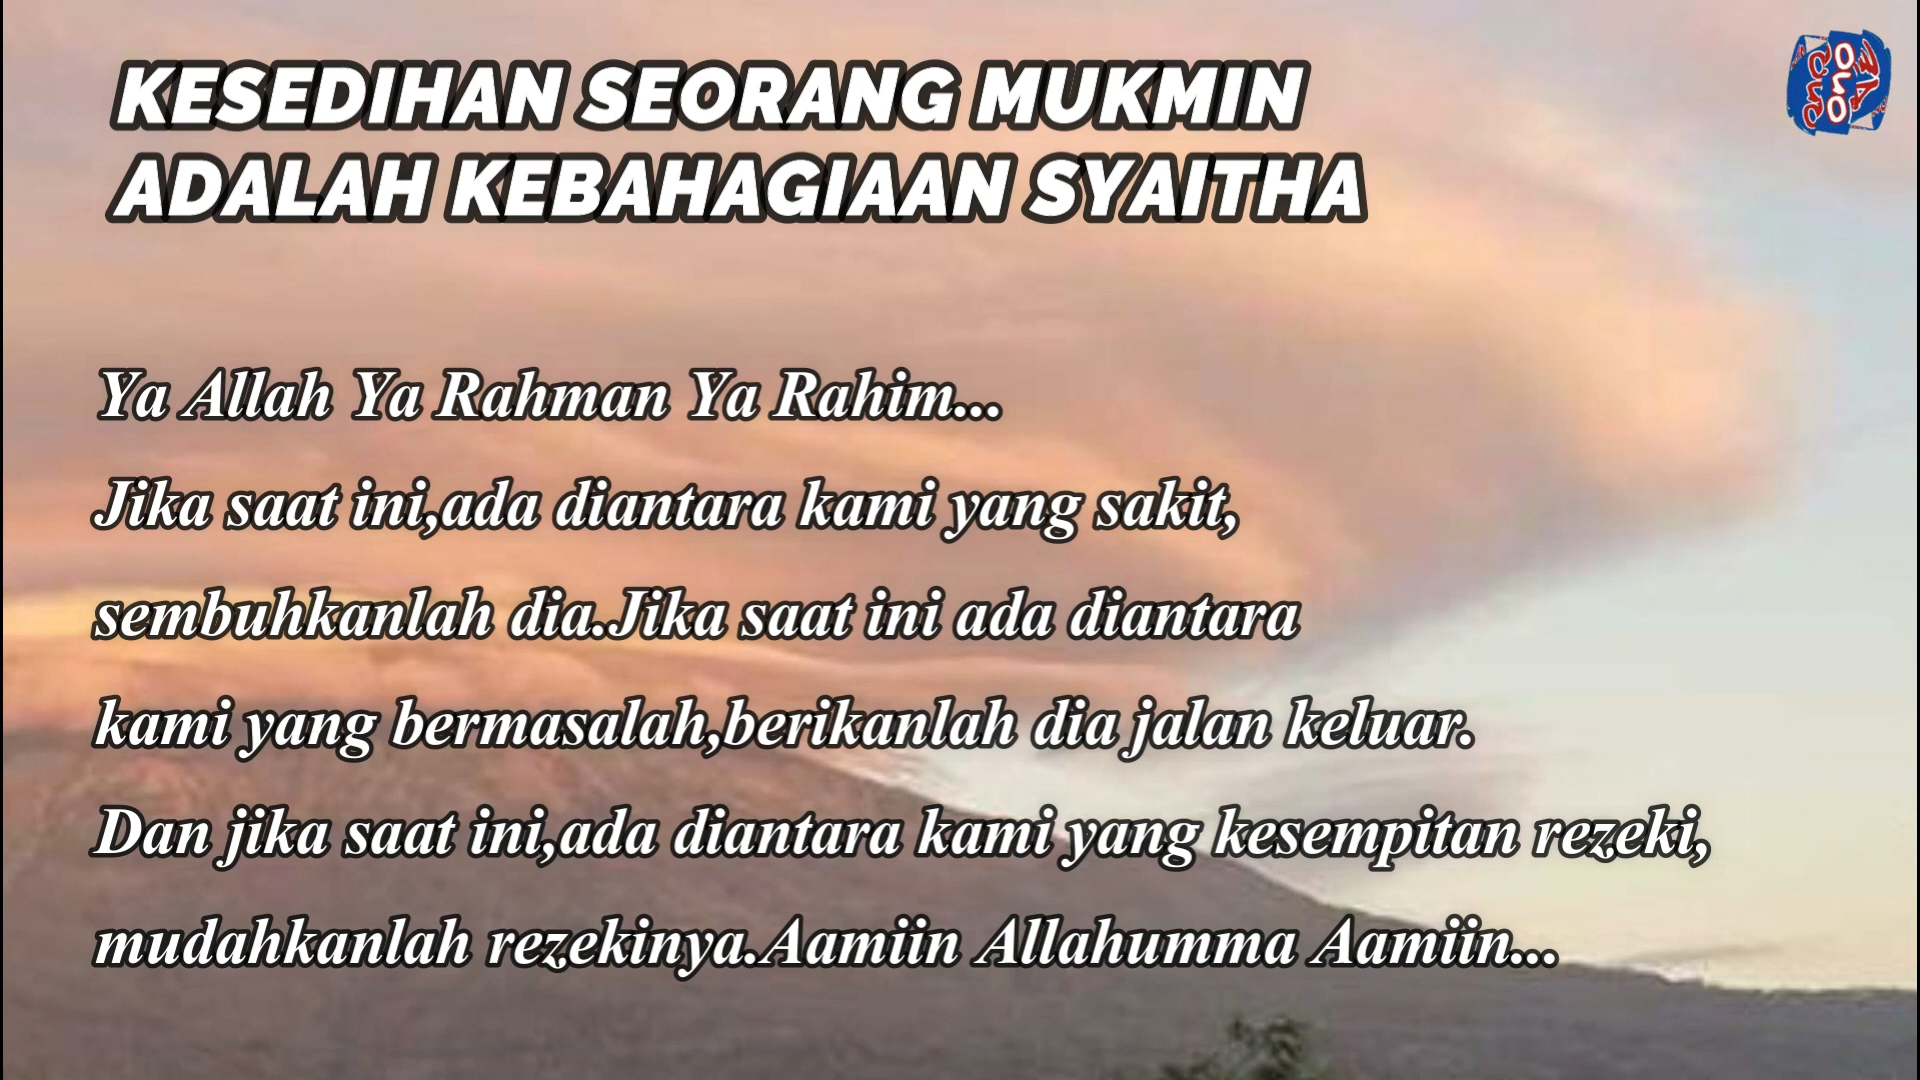 KESEDIHAN SEORANG MUKMIN
ADALAH KEBAHAGIAAN SYAITHA
Ya Allah Ya Rahman Ya Rahim...
Jika saat ini,ada diantara kami yang sakit,
sembuhkanlah dia.Jika saat ini ada diantara
kami yang bermasalah,berikanlah dia jalan keluar.
Dan jika saat ini,ada diantara kami yang kesempitan rezeki,
mudahkanlah rezekinya.Aamiin Allahumma Aamiin...